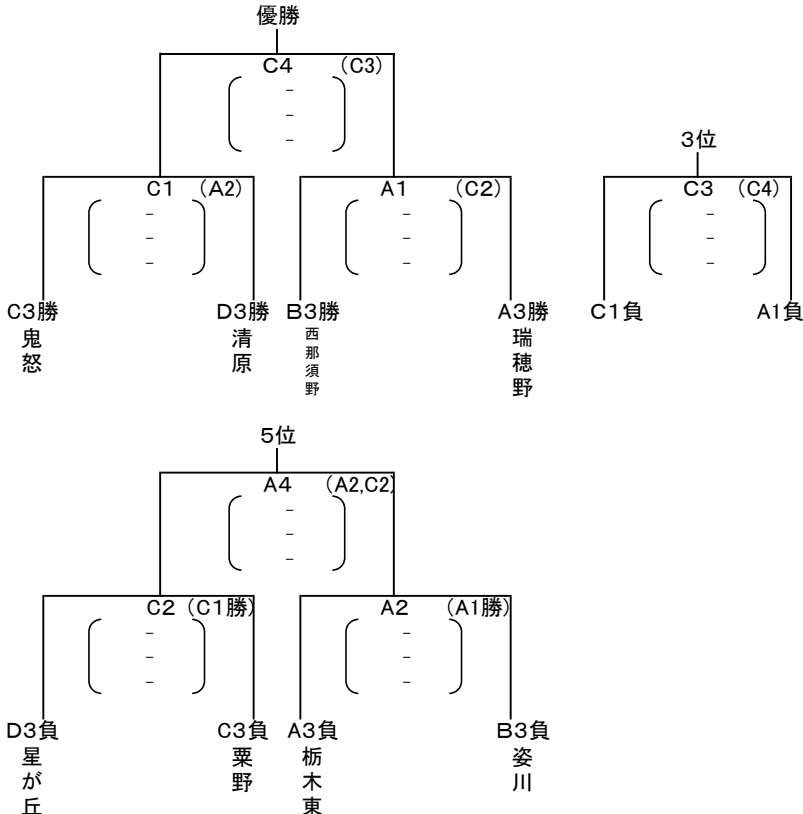 優勝
C4 （C3）
－
－
－
3位
C1 （A2）
－
－
－
A1 （C2）
－
－
－
C3 （C4）
－
－
－
C3勝 D3勝 B3勝 A3勝 C1負 A1負
鬼怒
清原
西那須野
瑞穂野
5位
A4 （A2,C2）
－
－
－
C2 （C1勝）
－
－
－
A2 （A1勝）
－
－
－
D3負 C3負 A3負 B3負
星が丘
粟野
栃木東
姿川